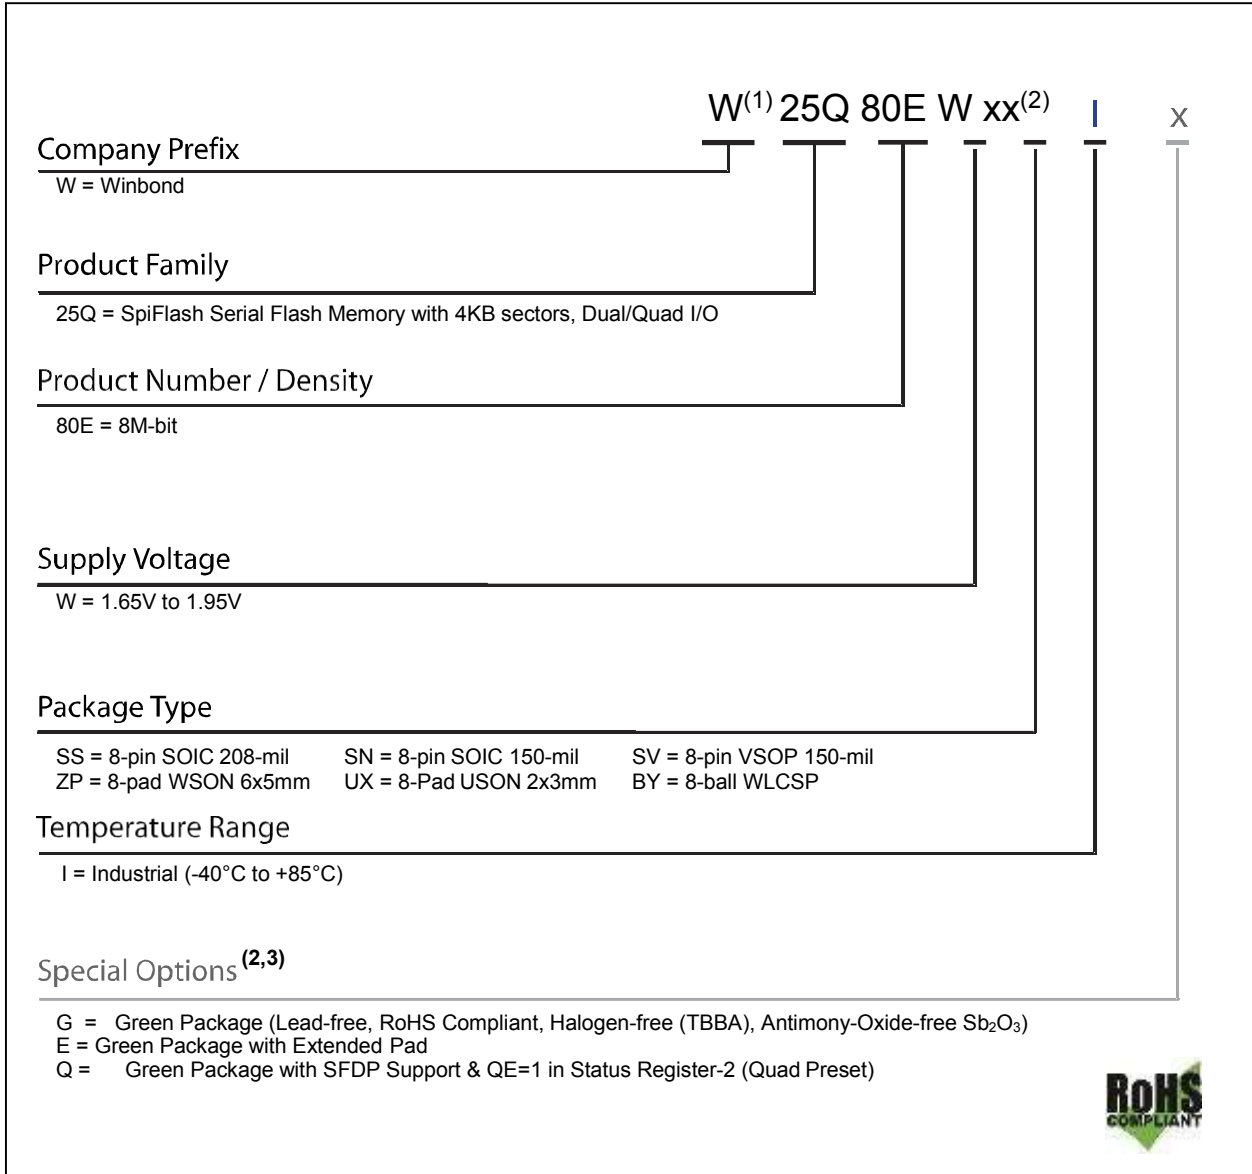 W(1) 25Q 80E W xx(2) I x
Company Prefix
W = Winbond
Product Family
25Q = SpiFlash Serial Flash Memory with 4KB sectors, Dual/Quad I/O
Product Number / Density
80E = 8M-bit
Supply Voltage
W = 1.65V to 1.95V
Package Type
SS = 8-pin SOIC 208-mil SN = 8-pin SOIC 150-mil SV = 8-pin VSOP 150-mil
ZP = 8-pad WSON 6x5mm UX = 8-Pad USON 2x3mm BY = 8-ball WLCSP
Temperature Range
I = Industrial (-40°C to +85°C)
Special Options (2,3)
G = Green Package (Lead-free, RoHS Compliant, Halogen-free (TBBA), Antimony-Oxide-free Sb₂O₃)
E = Green Package with Extended Pad
Q = Green Package with SFDP Support & QE=1 in Status Register-2 (Quad Preset)
RoHS
COMPLIANT